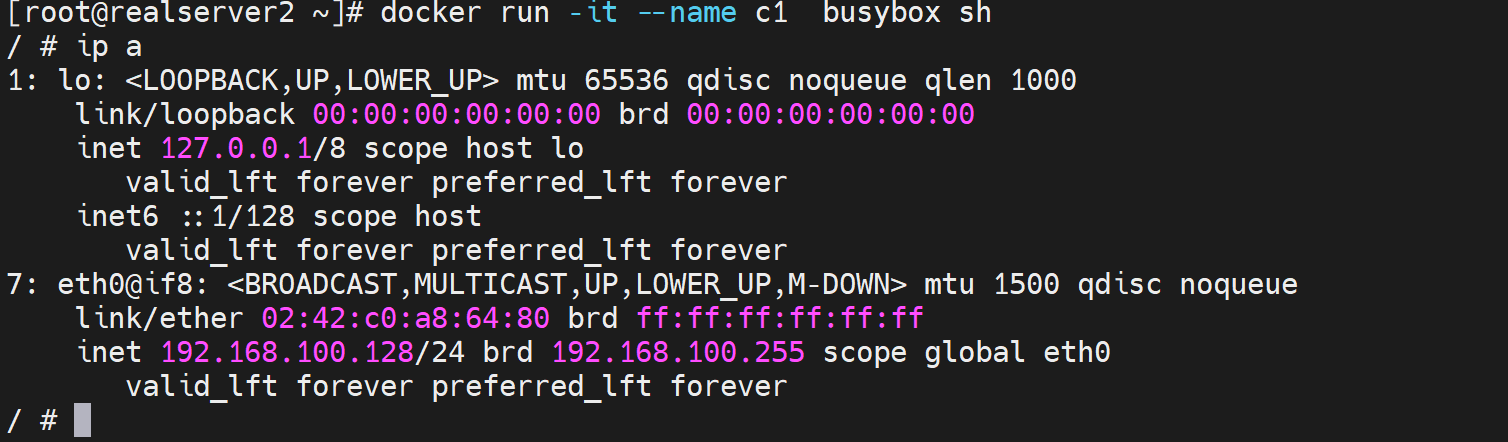 [root@realserver2 ~]# docker run -it --name c1  busybox sh
/ # ip a
1: lo: <LOOPBACK,UP,LOWER_UP> mtu 65536 qdisc noqueue qlen 1000
    link/loopback 00:00:00:00:00:00 brd 00:00:00:00:00:00
    inet 127.0.0.1/8 scope host lo
       valid_lft forever preferred_lft forever
    inet6 ::1/128 scope host
       valid_lft forever preferred_lft forever
7: eth0@if8: <BROADCAST,MULTICAST,UP,LOWER_UP,M-DOWN> mtu 1500 qdisc noqueue
    link/ether 02:42:c0:a8:64:80 brd ff:ff:ff:ff:ff:ff
    inet 192.168.100.128/24 brd 192.168.100.255 scope global eth0
       valid_lft forever preferred_lft forever
/ #